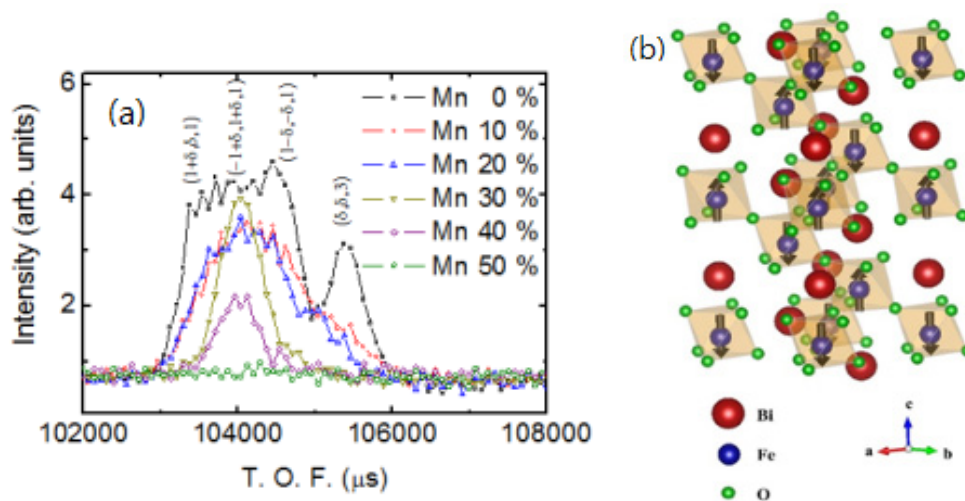 (a)
6
4
2
Intensity (arb. units)
(1+δ,δ,1)
(-1+δ,1+δ,1)
(1-δ,-δ,1)
(δ,δ,3)
Mn 0 %
Mn 10 %
Mn 20 %
Mn 30 %
Mn 40 %
Mn 50 %
102000 104000 106000 108000
T. O. F. (μs)
(b)
Bi
Fe
O
c
a
b